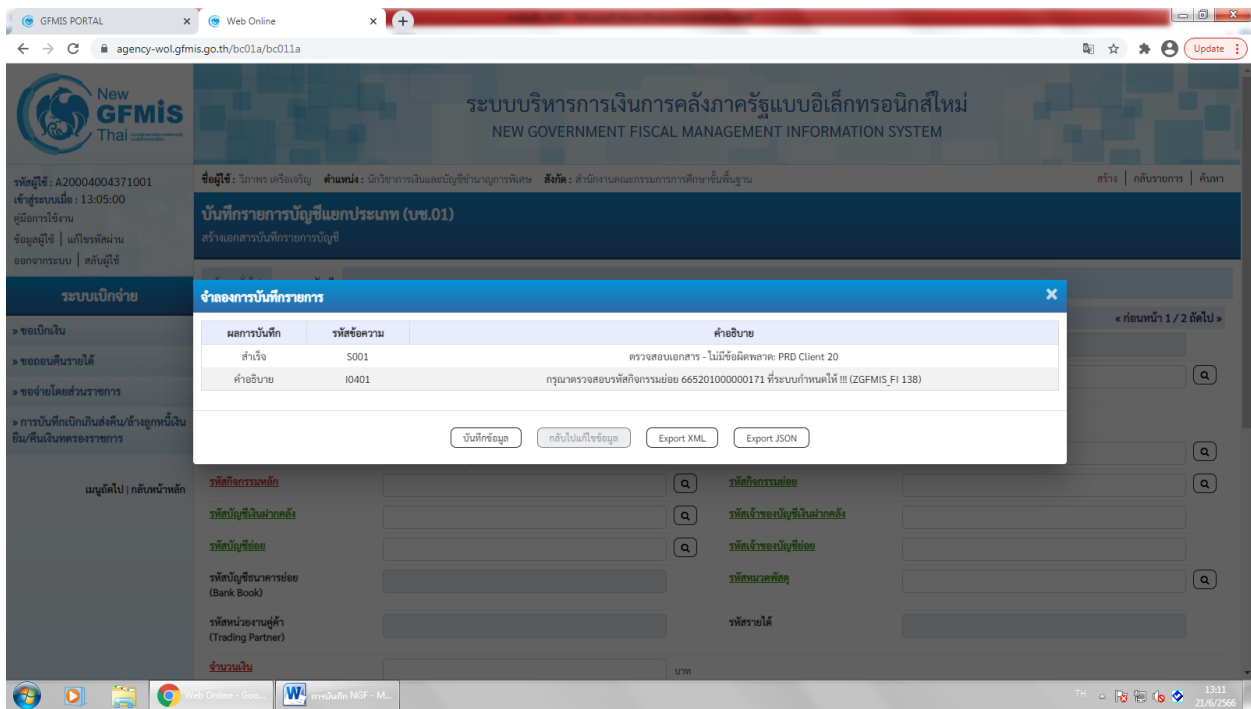 GFMIS PORTAL
Web Online
agency-wol.gfmis.go.th/bc01a/bc011a
Update
New
GFMIS
Thai
ระบบบริหารการเงินการคลังภาครัฐแบบอิเล็กทรอนิกส์ใหม่
NEW GOVERNMENT FISCAL MANAGEMENT INFORMATION SYSTEM
รหัสผู้ใช้ : A20004004371001
เข้าสู่ระบบเมื่อ : 13:05:00
คู่มือการใช้งาน
ข้อมูลผู้ใช้ | แก้ไขรหัสผ่าน
ออกจากระบบ | สลับผู้ใช้
ชื่อผู้ใช้ : วิภาพร เครือเจริญ ตำแหน่ง : นักวิชาการเงินและบัญชีชำนาญการพิเศษ สังกัด : สำนักงานคณะกรรมการการศึกษาขั้นพื้นฐาน
สร้าง | กลับรายการ | ค้นหา
บันทึกรายการบัญชีแยกประเภท (บช.01)
สร้างเอกสารบันทึกรายการบัญชี
ระบบเบิกจ่าย
» ขอเบิกเงิน
» ขอถอนคืนรายได้
» ขอจ่ายโดยส่วนราชการ
» การบันทึกเบิกเกินส่งคืน/ล้างลูกหนี้เงิน
ยืม/คืนเงินทดรองราชการ
เมนูถัดไป | กลับหน้าหลัก
จำลองการบันทึกรายการ
ผลการบันทึก รหัสข้อความ คำอธิบาย
สำเร็จ S001 ตรวจสอบเอกสาร - ไม่มีข้อผิดพลาด: PRD Client 20
คำอธิบาย I0401 กรุณาตรวจสอบรหัสกิจกรรมย่อย 665201000000171 ที่ระบบกำหนดให้ !!! (ZGFMIS_FI 138)
บันทึกข้อมูล กลับไปแก้ไขข้อมูล Export XML Export JSON
« ก่อนหน้า 1 / 2 ถัดไป »
รหัสกิจกรรมหลัก รหัสกิจกรรมย่อย
รหัสบัญชีเงินฝากคลัง รหัสเจ้าของบัญชีเงินฝากคลัง
รหัสบัญชีย่อย รหัสเจ้าของบัญชีย่อย
รหัสบัญชีธนาคารย่อย
(Bank Book)
รหัสหมวดพัสดุ
รหัสหน่วยงานคู่ค้า
(Trading Partner)
รหัสรายได้
จำนวนเงิน บาท
Web Online - Goo...
การบันทึก NGF - M...
TH
13:11
21/6/2566